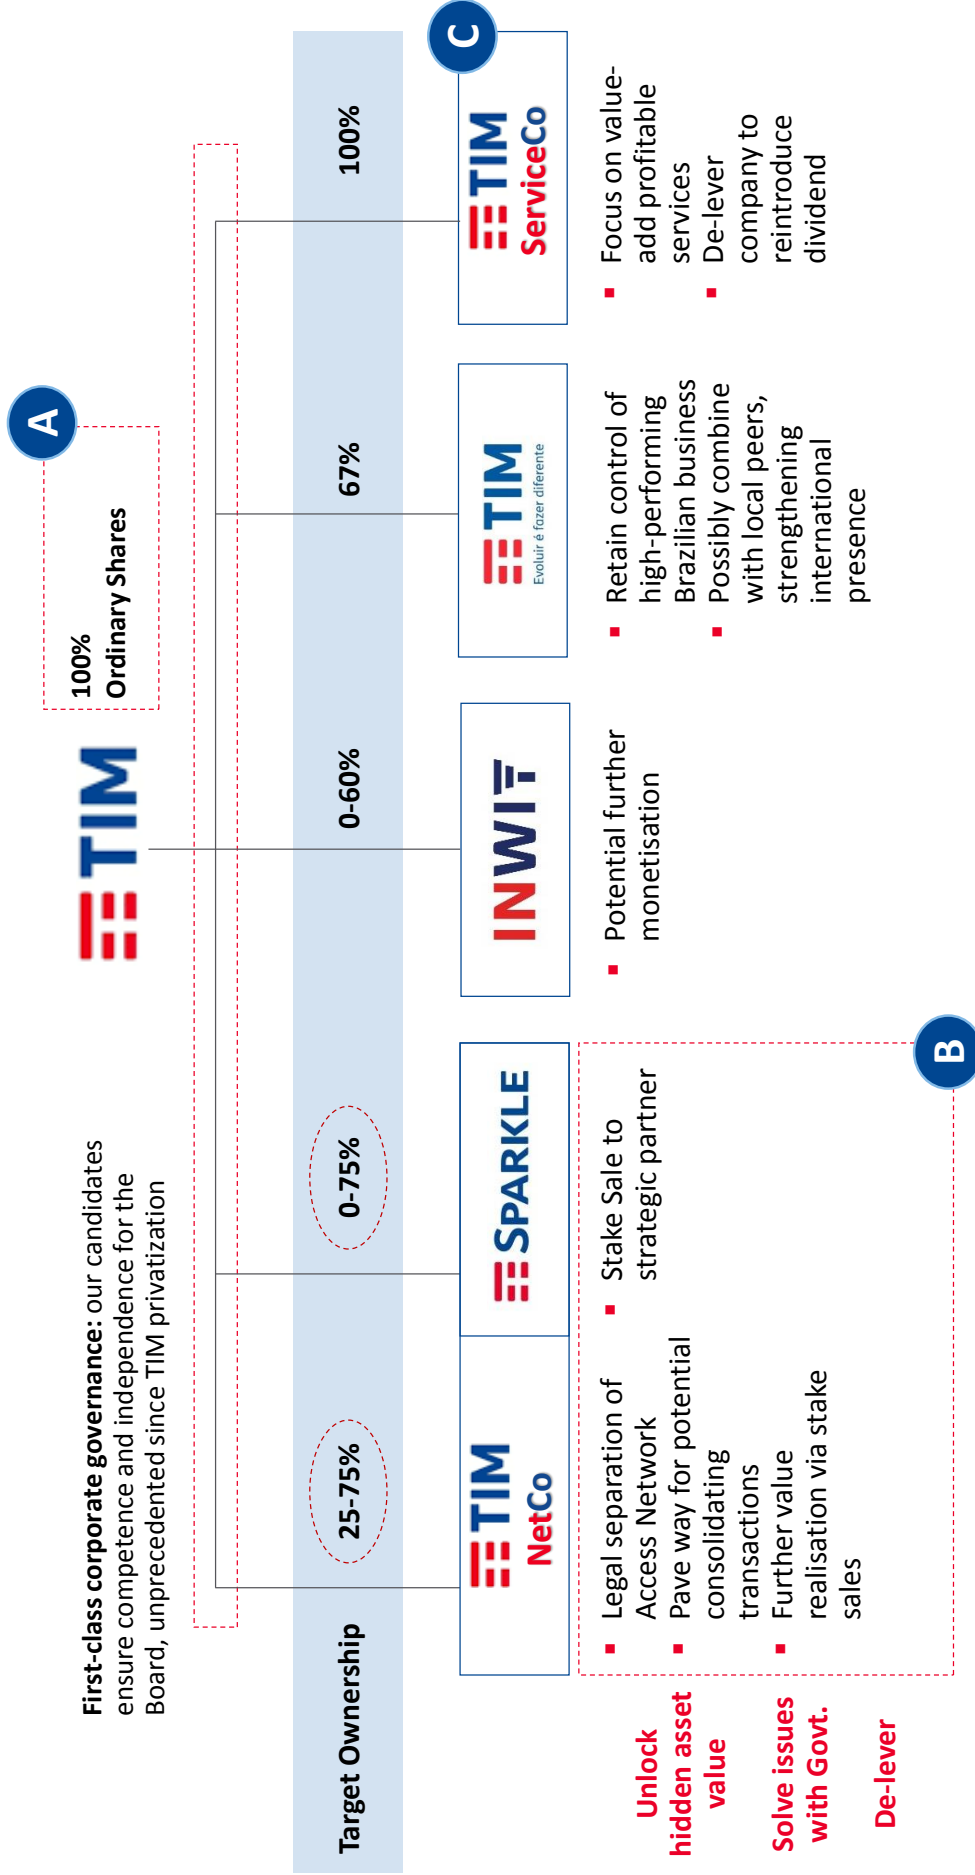 First-class corporate governance: our candidates
ensure competence and independence for the
Board, unprecedented since TIM privatization
TIM
100%
Ordinary Shares
A
Target Ownership
25-75%
0-75%
0-60%
67%
100%
TIM
NetCo
SPARKLE
INWIT
TIM
Evoluir é fazer diferente
TIM
ServiceCo
C
Unlock
hidden asset
value
Solve issues
with Govt.
De-lever
▪ Legal separation of
Access Network
▪ Pave way for potential
consolidating
transactions
▪ Further value
realisation via stake
sales
▪ Stake Sale to
strategic partner
B
▪ Potential further
monetisation
▪ Retain control of
high-performing
Brazilian business
▪ Possibly combine
with local peers,
strengthening
international
presence
▪ Focus on value-
add profitable
services
▪ De-lever
company to
reintroduce
dividend